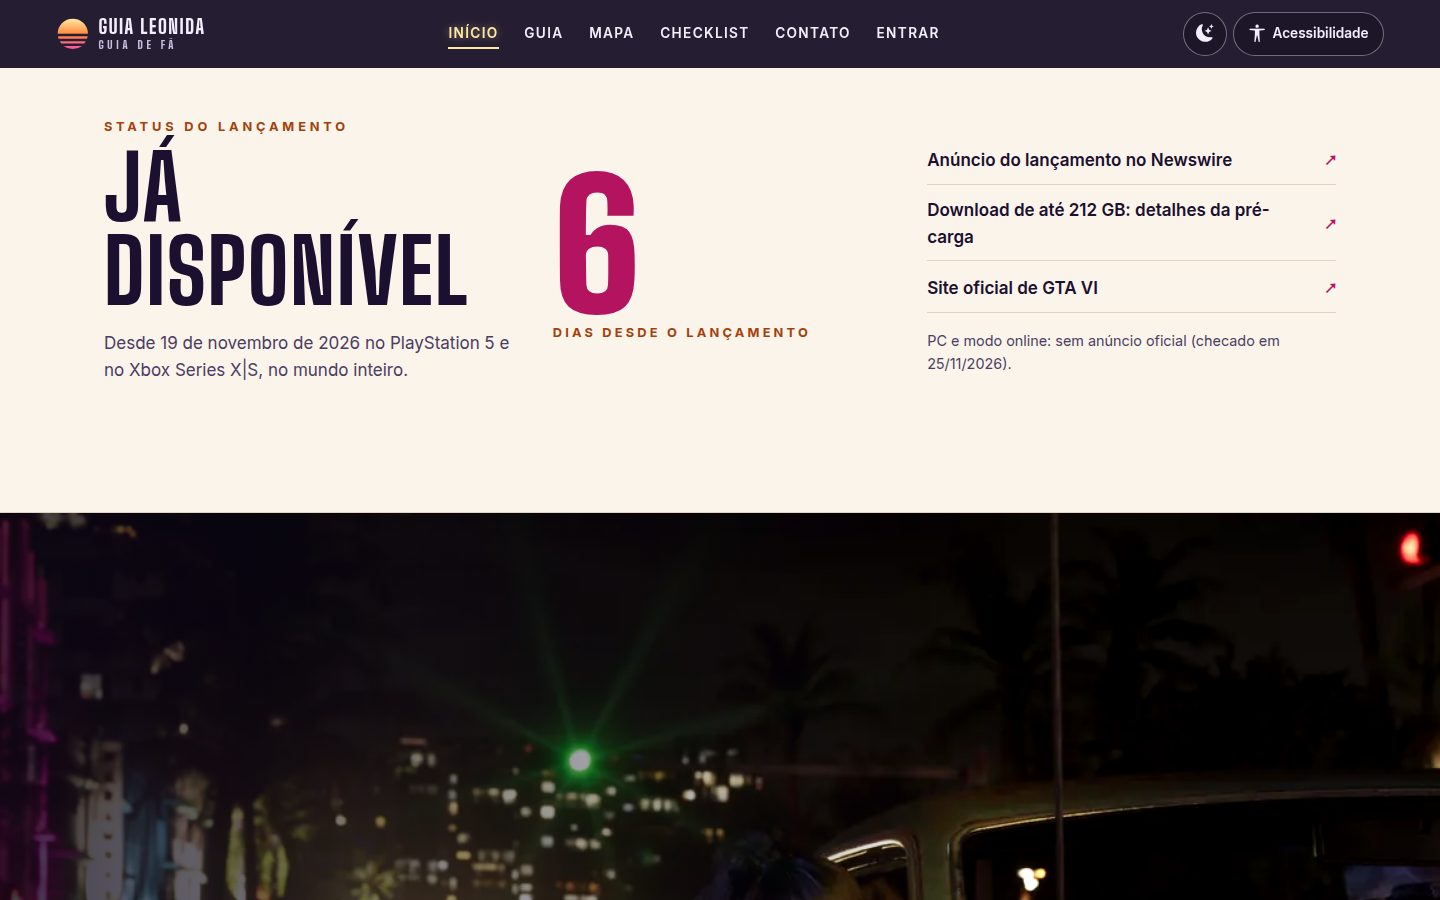 GUIA LEONIDA
GUIA DE FÃ
INÍCIO
GUIA
MAPA
CHECKLIST
CONTATO
ENTRAR
Acessibilidade
STATUS DO LANÇAMENTO
JÁ
DISPONÍVEL
Desde 19 de novembro de 2026 no PlayStation 5 e
no Xbox Series X|S, no mundo inteiro.
6
DIAS DESDE O LANÇAMENTO
Anúncio do lançamento no Newswire
Download de até 212 GB: detalhes da pré-
carga
Site oficial de GTA VI
PC e modo online: sem anúncio oficial (checado em
25/11/2026).